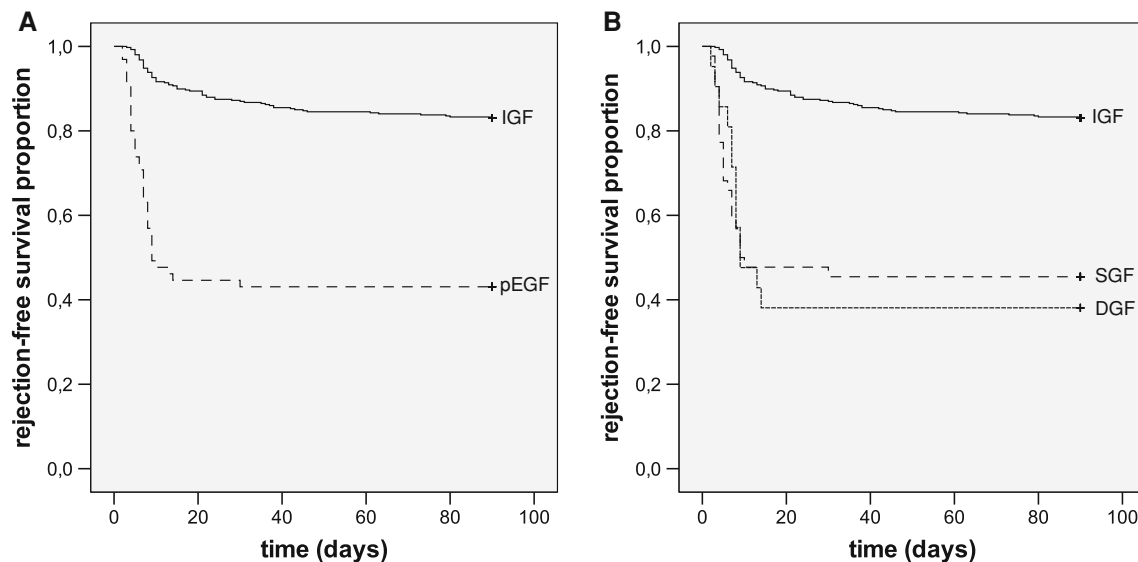 A
rejection-free survival proportion
1,0
0,8
0,6
0,4
0,2
0,0
IGF
pEGF
0 20 40 60 80 100
time (days)
B
rejection-free survival proportion
1,0
0,8
0,6
0,4
0,2
0,0
IGF
SGF
DGF
0 20 40 60 80 100
time (days)